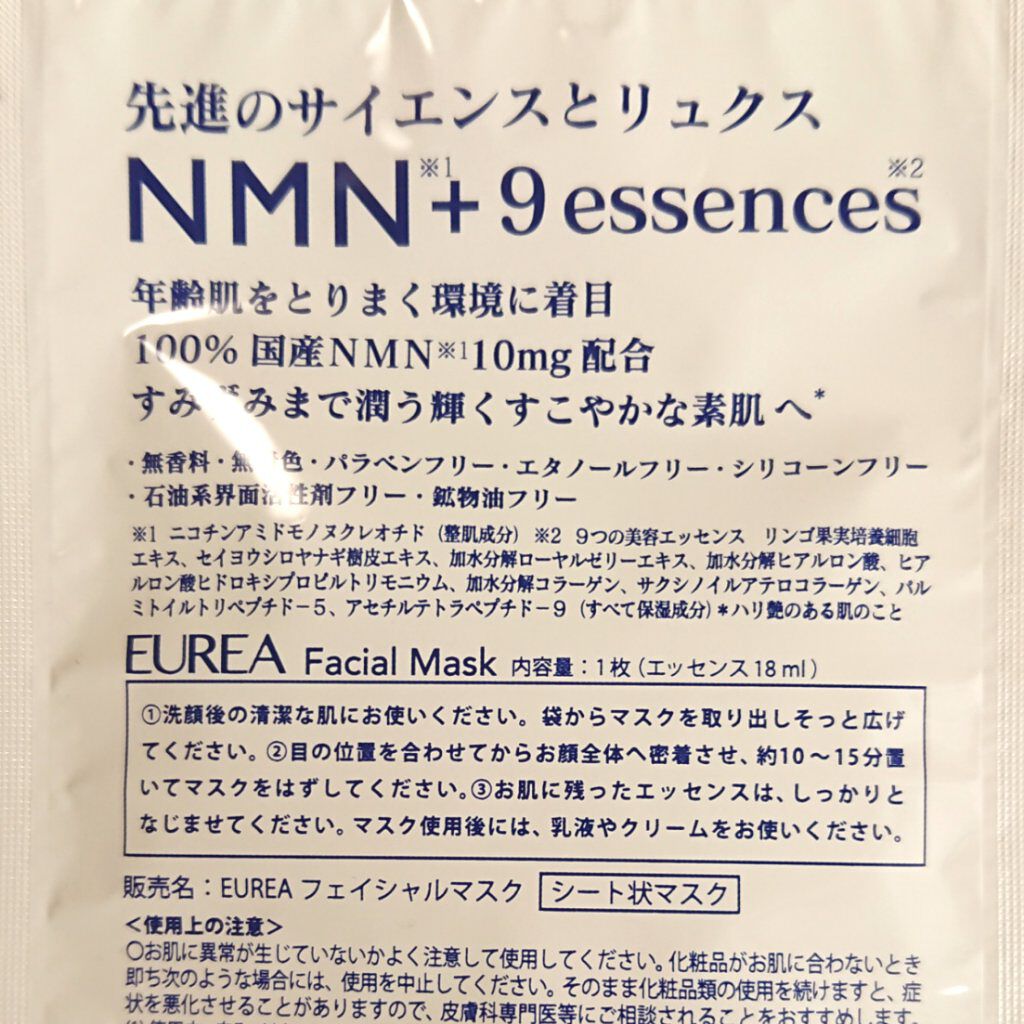 先進のサイエンスとリュクス
NMN※1+9 essences※2
年齢肌をとりまく環境に着目
100% 国産NMN※1 10mg 配合
すみ みまで潤う輝くすこやかな素肌へ*
・無香料・無 色・パラベンフリー・エタノールフリー・シリコーンフリー
・石油系界面活性剤フリー・鉱物油フリー
※1 ニコチンアミドモノヌクレオチド（整肌成分）※2 9つの美容エッセンス リンゴ果実培養細胞
エキス、セイヨウシロヤナギ樹皮エキス、加水分解ローヤルゼリーエキス、加水分解ヒアルロン酸、ヒア
ルロン酸ヒドロキシプロピルトリモニウム、加水分解コラーゲン、サクシノイルアテロコラーゲン、パル
ミトイルトリペプチド－5、アセチルテトラペプチド－9（すべて保湿成分）＊ハリ艶のある肌のこと
EUREA Facial Mask 内容量：1枚（エッセンス18ml）
①洗顔後の清潔な肌にお使いください。袋からマスクを取り出しそっと広げ
てください。②目の位置を合わせてからお顔全体へ密着させ、約10～15分置
いてマスクをはずしてください。③お肌に残ったエッセンスは、しっかりと
なじませてください。マスク使用後には、乳液やクリームをお使いください。
販売名：EUREA フェイシャルマスク シート状マスク
＜使用上の注意＞
○お肌に異常が生じていないかよく注意して使用してください。化粧品がお肌に合わないとき
即ち次のような場合には、使用を中止してください。そのまま化粧品類の使用を続けますと、症
状を悪化させることがありますので、皮膚科専門医等にご相談されることをおすすめします。